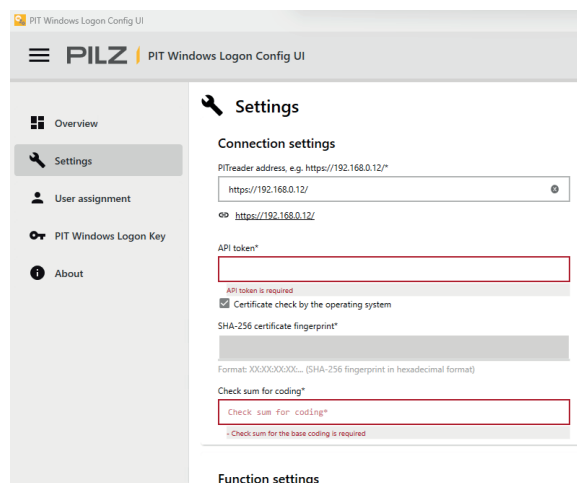 PIT Windows Logon Config UI
PILZ PIT Windows Logon Config UI
Overview
Settings
User assignment
PIT Windows Logon Key
About
Settings
Connection settings
PITreader address, e.g. https://192.168.0.12/*
https://192.168.0.12/
https://192.168.0.12/
API token*
API token is required
Certificate check by the operating system
SHA-256 certificate fingerprint*
Format: XX:XX:XX:XX:... (SHA-256 fingerprint in hexadecimal format)
Check sum for coding*
Check sum for coding*
- Check sum for the base coding is required
Function settings